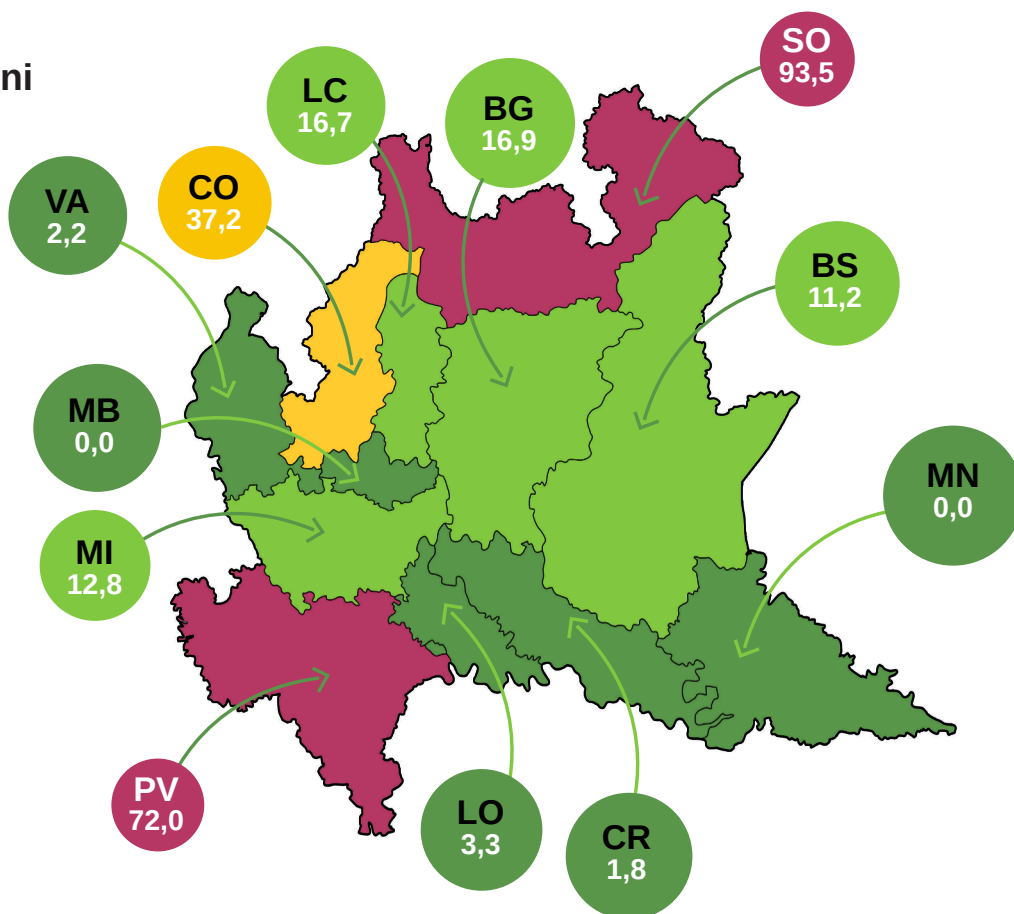 ni
SO
93,5
LC
16,7
BG
16,9
CO
37,2
VA
2,2
BS
11,2
MB
0,0
MN
0,0
MI
12,8
PV
72,0
LO
3,3
CR
1,8